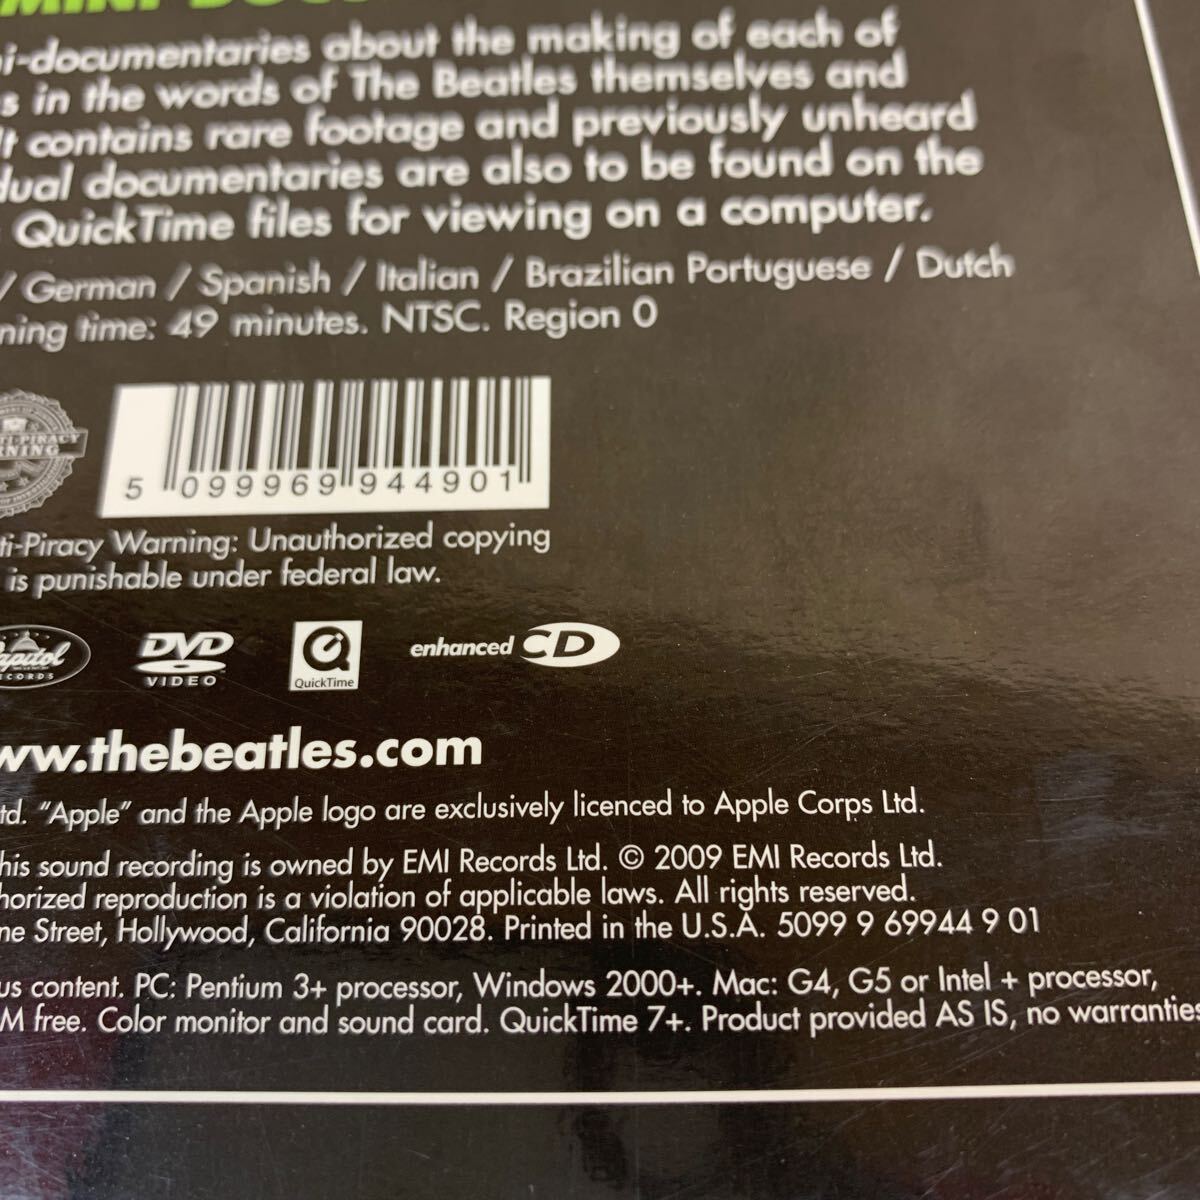 documentaries about the making of each of
in the words of The Beatles themselves and
contains rare footage and previously unheard
documentaries are also to be found on the
QuickTime files for viewing on a computer.
/ German / Spanish / Italian / Brazilian Portuguese / Dutch
time: 49 minutes. NTSC. Region 0
5 099969 944901
Piracy Warning: Unauthorized copying
is punishable under federal law.
Capitol
RECORDS
DVD
VIDEO
QuickTime
enhanced CD
www.thebeatles.com
"Apple" and the Apple logo are exclusively licenced to Apple Corps Ltd.
his sound recording is owned by EMI Records Ltd. © 2009 EMI Records Ltd.
horized reproduction is a violation of applicable laws. All rights reserved.
ne Street, Hollywood, California 90028. Printed in the U.S.A. 5099 9 69944 9 01
us content. PC: Pentium 3+ processor, Windows 2000+. Mac: G4, G5 or Intel + processor,
M free. Color monitor and sound card. QuickTime 7+. Product provided AS IS, no warranties